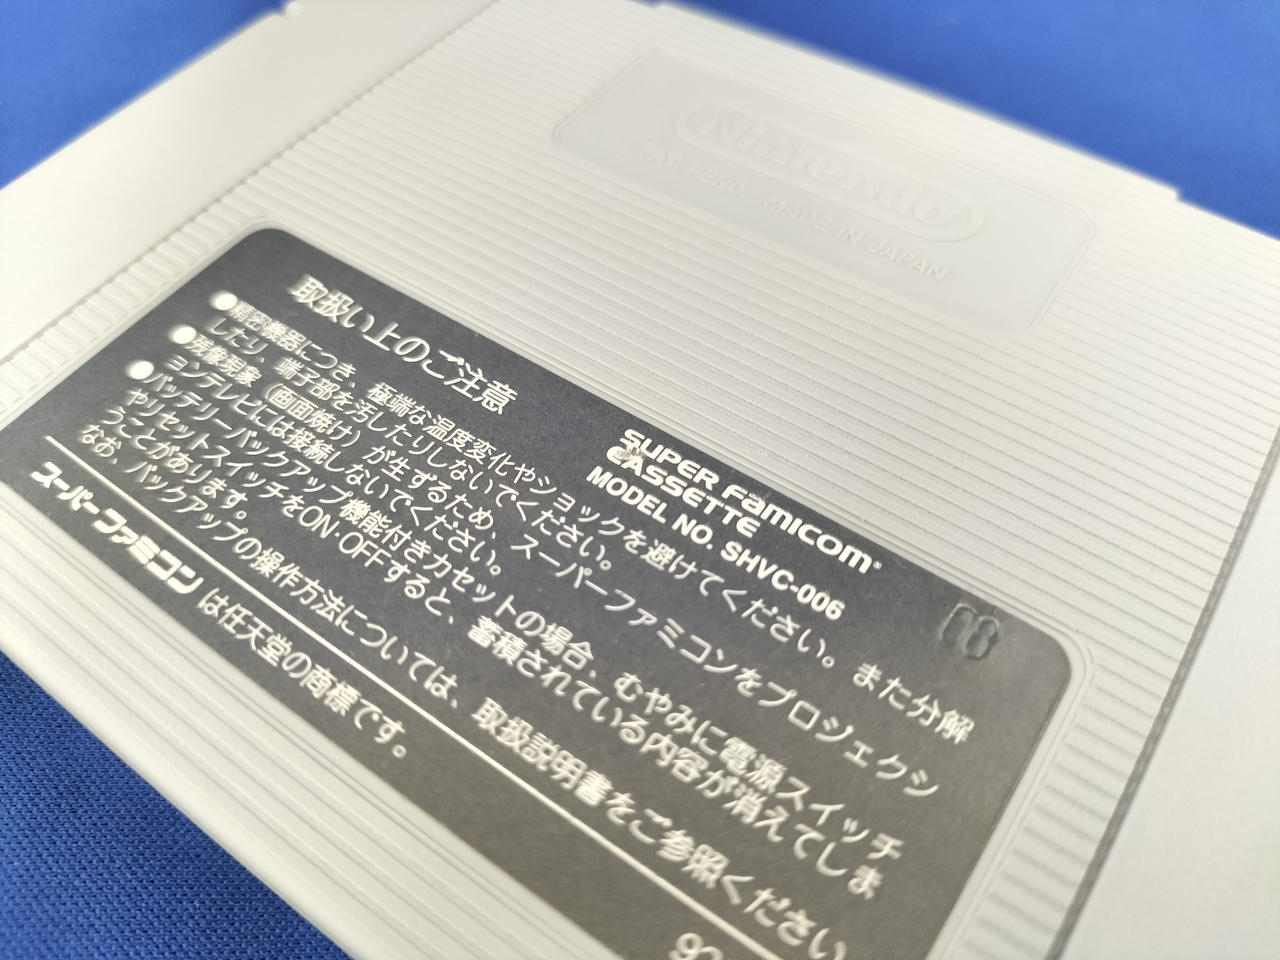 Nintendo
PAT. PEND. MADE IN JAPAN
SUPER Famicom
CASSETTE
MODEL NO. SHVC-006
08
取扱い上のご注意
●精密機器につき、極端な温度変化やショックを避けてください。また分解
したり、端子部を汚したりしないでください。
●残像現象（画面焼け）が生ずるため、スーパーファミコンをプロジェクシ
ョンテレビには接続しないでください。
●バッテリーバックアップ機能付きカセットの場合、むやみに電源スイッチ
やリセットスイッチをON・OFFすると、蓄積されている内容が消えてしま
うことがあります。
なお、バックアップの操作方法については、取扱説明書をご参照ください
スーパーファミコンは任天堂の商標です。